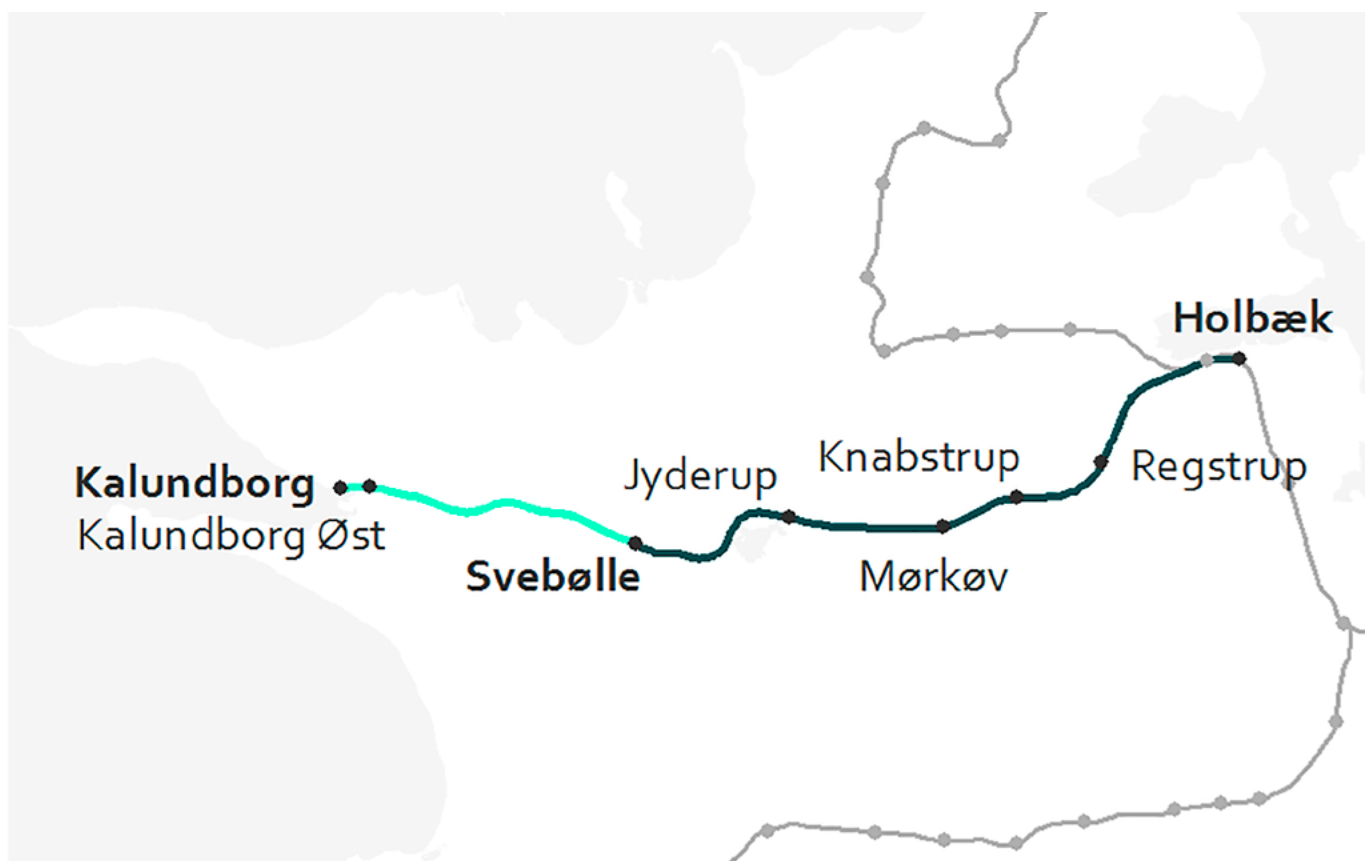 Holbæk
Knabstrup
Regstrup
Jyderup
Kalundborg
Kalundborg Øst
Svebølle
Mørkøv